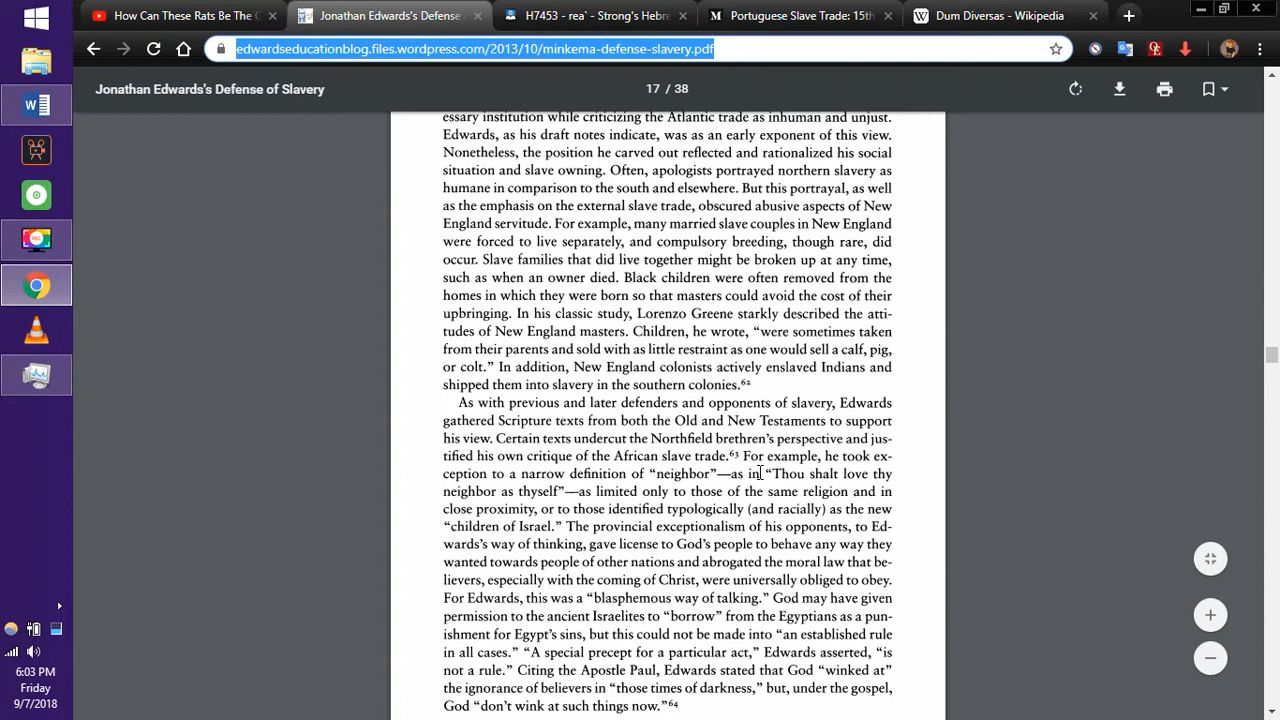 How Can These Rats Be The C
Jonathan Edwards's Defense
H7453 - rea` - Strong's Hebre
Portuguese Slave Trade: 15th
Dum Diversas - Wikipedia
edwardseducationblog.files.wordpress.com/2013/10/minkema-defense-slavery.pdf
Jonathan Edwards's Defense of Slavery
17 / 38
essary institution while criticizing the Atlantic trade as inhuman and unjust.
Edwards, as his draft notes indicate, was as an early exponent of this view.
Nonetheless, the position he carved out reflected and rationalized his social
situation and slave owning. Often, apologists portrayed northern slavery as
humane in comparison to the south and elsewhere. But this portrayal, as well
as the emphasis on the external slave trade, obscured abusive aspects of New
England servitude. For example, many married slave couples in New England
were forced to live separately, and compulsory breeding, though rare, did
occur. Slave families that did live together might be broken up at any time,
such as when an owner died. Black children were often removed from the
homes in which they were born so that masters could avoid the cost of their
upbringing. In his classic study, Lorenzo Greene starkly described the atti-
tudes of New England masters. Children, he wrote, “were sometimes taken
from their parents and sold with as little restraint as one would sell a calf, pig,
or colt.” In addition, New England colonists actively enslaved Indians and
shipped them into slavery in the southern colonies.⁶²
As with previous and later defenders and opponents of slavery, Edwards
gathered Scripture texts from both the Old and New Testaments to support
his view. Certain texts undercut the Northfield brethren's perspective and jus-
tified his own critique of the African slave trade.⁶³ For example, he took ex-
ception to a narrow definition of “neighbor”—as in “Thou shalt love thy
neighbor as thyself”—as limited only to those of the same religion and in
close proximity, or to those identified typologically (and racially) as the new
“children of Israel.” The provincial exceptionalism of his opponents, to Ed-
wards's way of thinking, gave license to God's people to behave any way they
wanted towards people of other nations and abrogated the moral law that be-
lievers, especially with the coming of Christ, were universally obliged to obey.
For Edwards, this was a “blasphemous way of talking.” God may have given
permission to the ancient Israelites to “borrow” from the Egyptians as a pun-
ishment for Egypt's sins, but this could not be made into “an established rule
in all cases.” “A special precept for a particular act,” Edwards asserted, “is
not a rule.” Citing the Apostle Paul, Edwards stated that God “winked at”
the ignorance of believers in “those times of darkness,” but, under the gospel,
God “don't wink at such things now.”⁶⁴
6:03 PM
Friday
9/7/2018